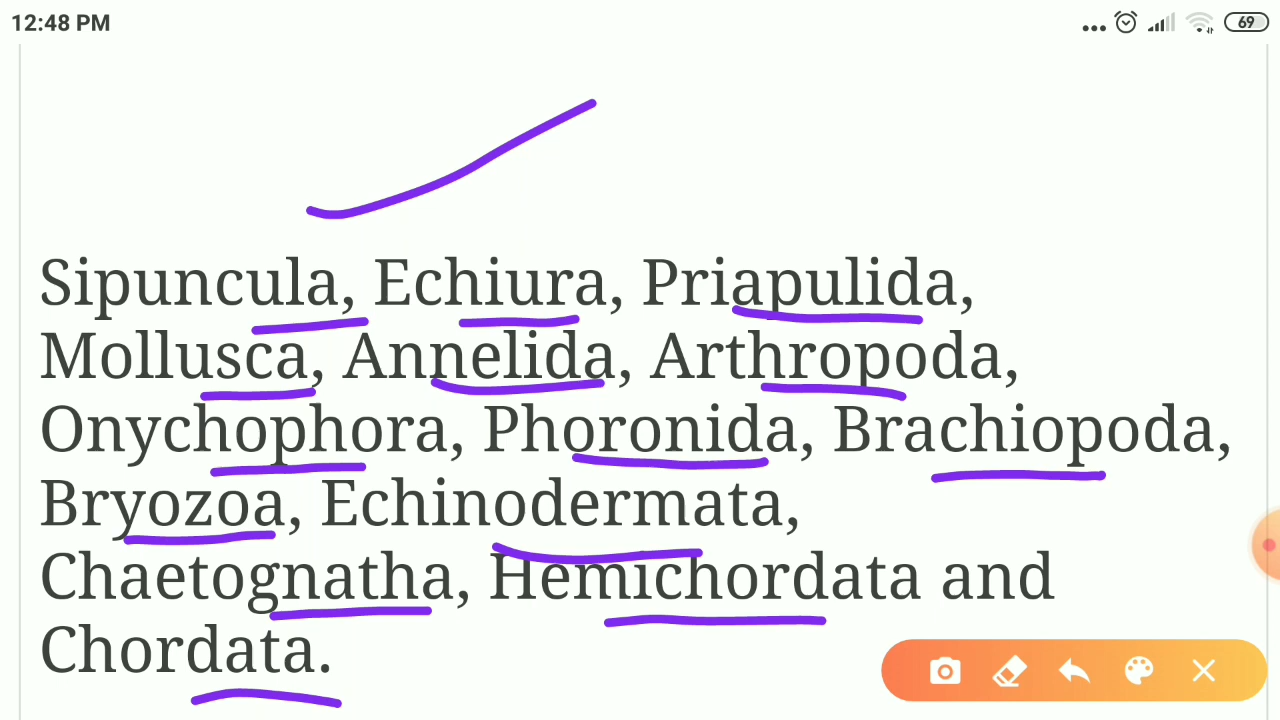 12:48 PM
69
Sipuncula, Echiura, Priapulida,
Mollusca, Annelida, Arthropoda,
Onychophora, Phoronida, Brachiopoda,
Bryozoa, Echinodermata,
Chaetognatha, Hemichordata and
Chordata.